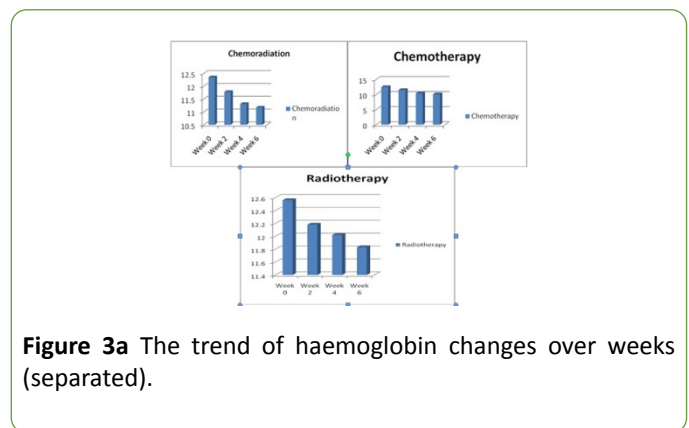 Chemoradiation
12.5
12
11.5
11
10.5
Week 0
Week 2
Week 4
Week 6
Chemoradiatio
n
Chemotherapy
15
10
5
0
Week 0
Week 2
Week 4
Week 6
Chemotherapy
Radiotherapy
12.6
12.4
12.2
12
11.8
11.6
11.4
Week
0
Week
2
Week
4
Week
6
Radiotherapy
Figure 3a The trend of haemoglobin changes over weeks
(separated).